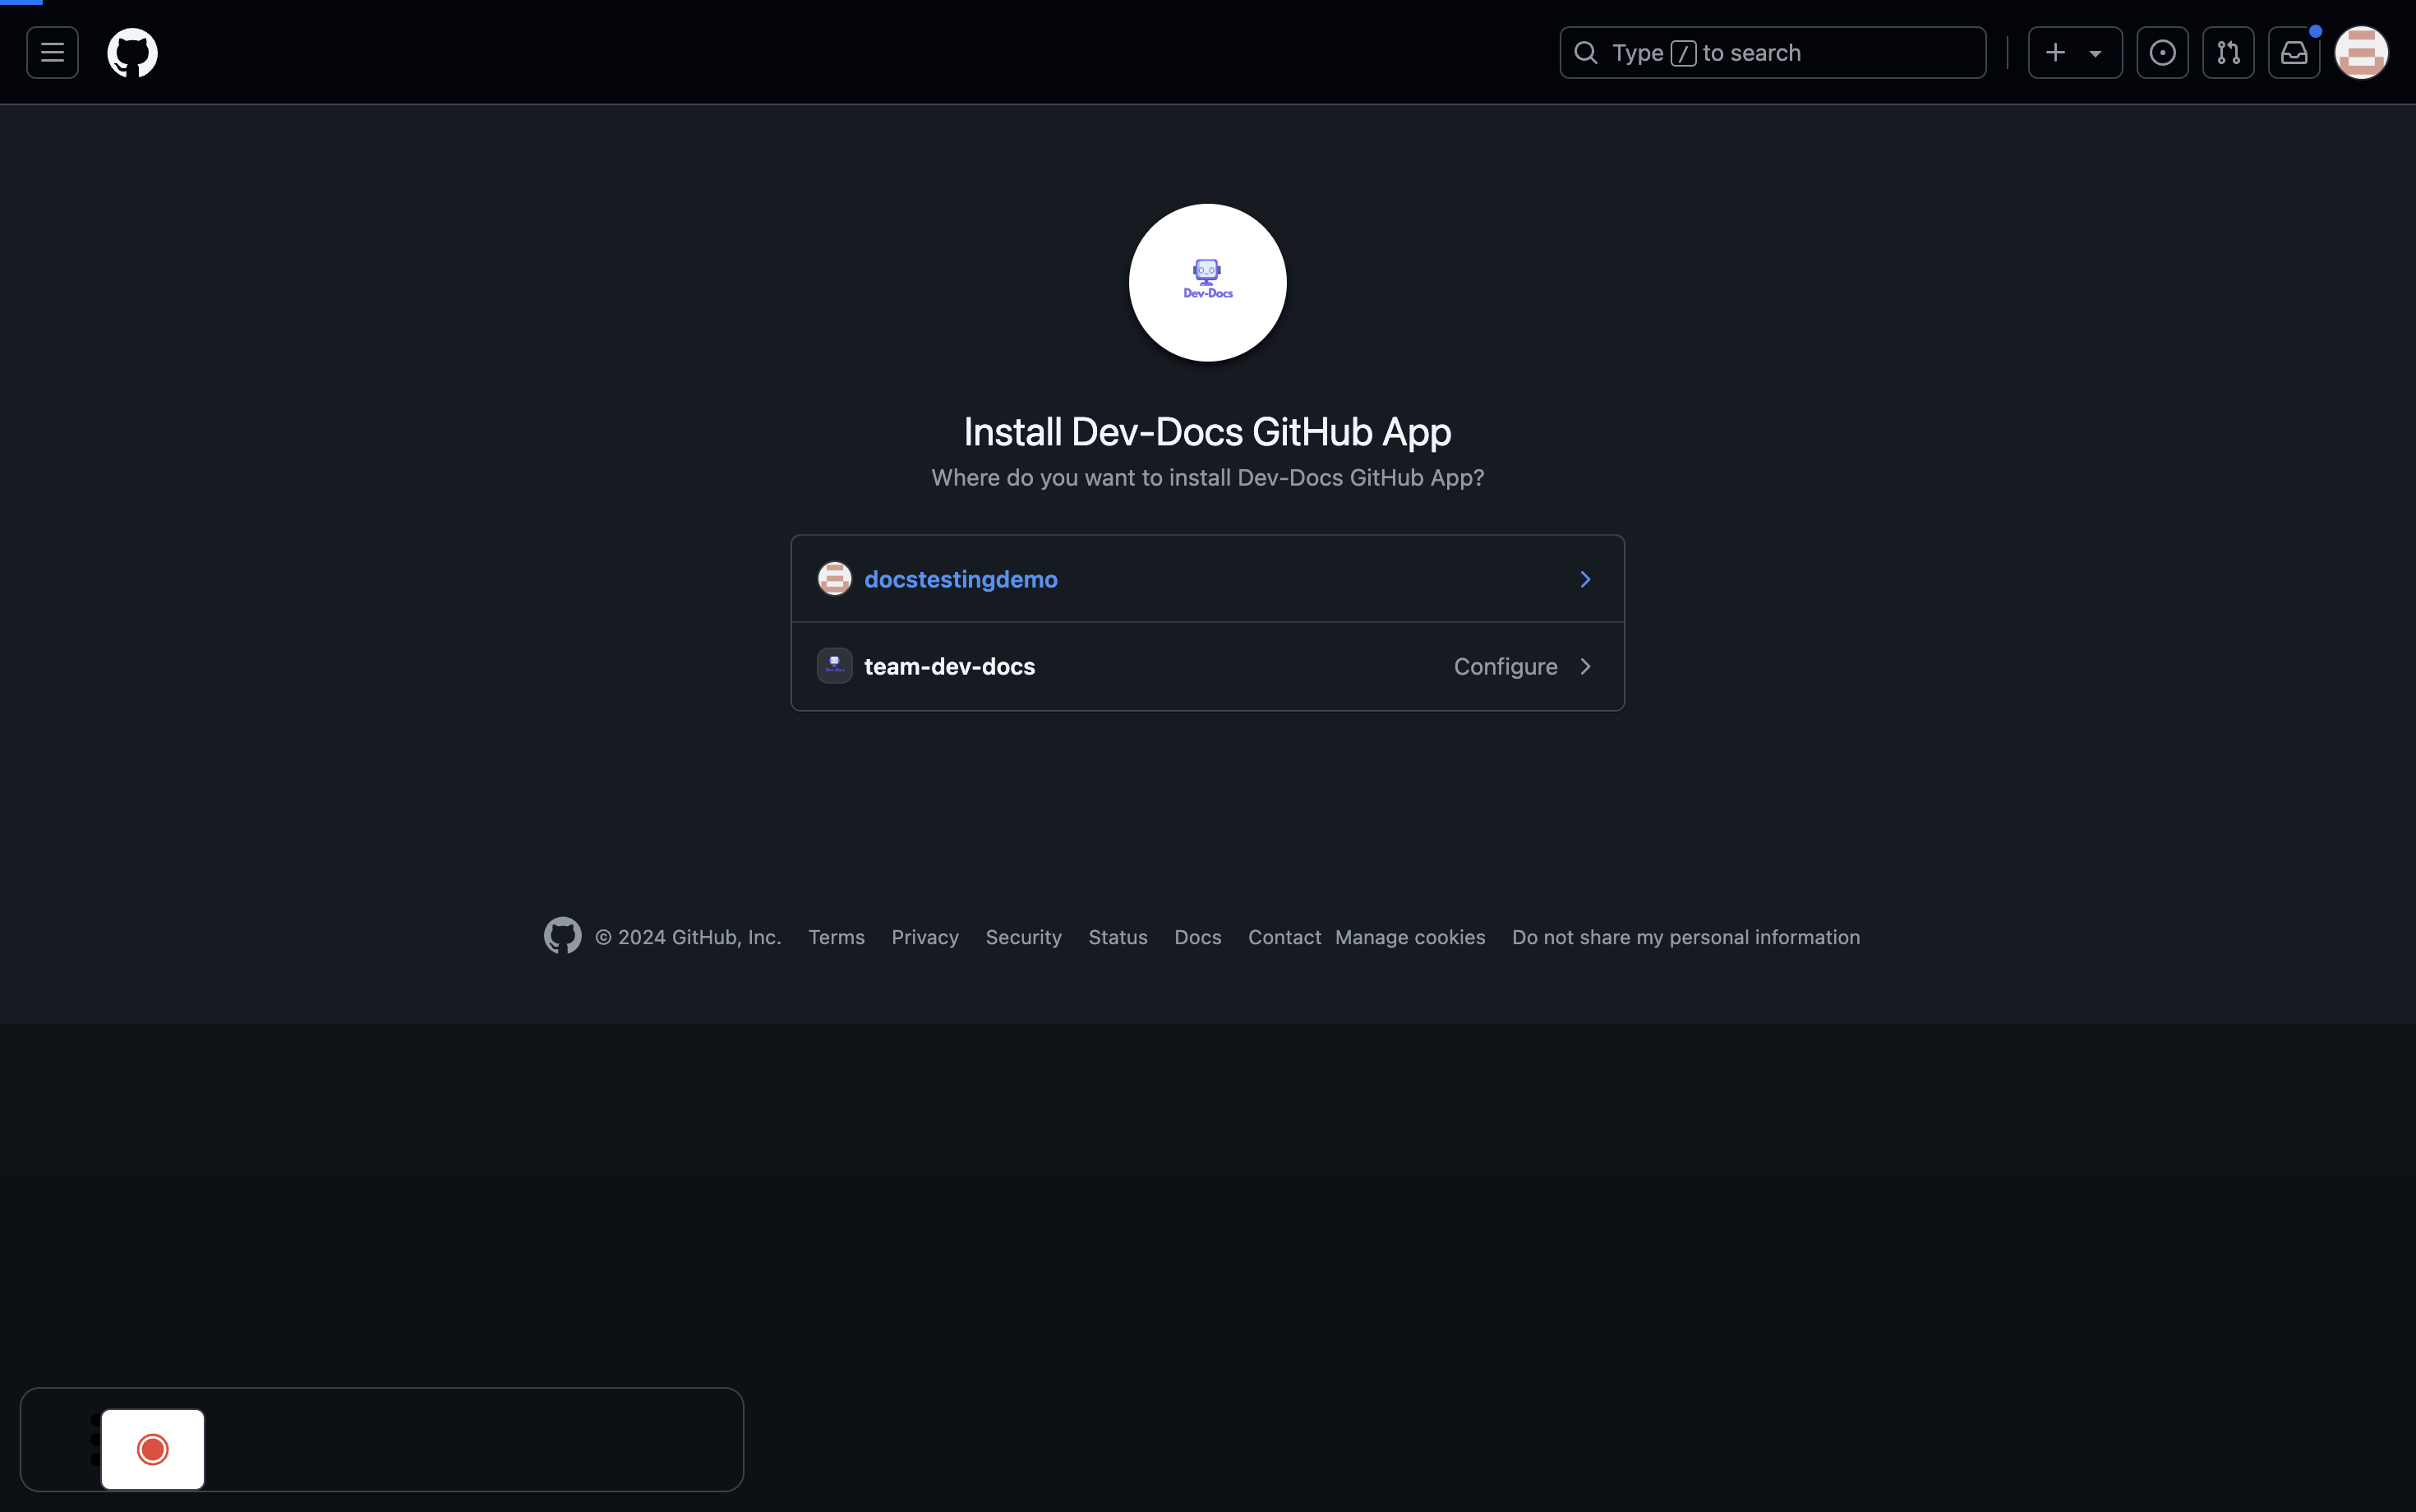 Type / to search
Dev-Docs
Install Dev-Docs GitHub App
Where do you want to install Dev-Docs GitHub App?
docstestingdemo
team-dev-docs Configure
© 2024 GitHub, Inc. Terms Privacy Security Status Docs Contact Manage cookies Do not share my personal information